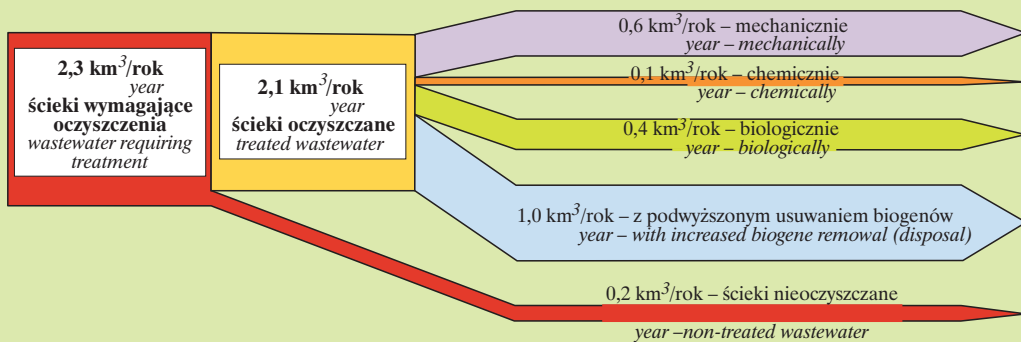 2,3 km³/rok
year
ścieki wymagające
oczyszczenia
wastewater requiring
treatment
2,1 km³/rok
year
ścieki oczyszczane
treated wastewater
0,6 km³/rok – mechanicznie
year – mechanically
0,1 km³/rok – chemicznie
year – chemically
0,4 km³/rok – biologicznie
year – biologically
1,0 km³/rok – z podwyższonym usuwaniem biogenów
year – with increased biogene remowal (disposal)
0,2 km³/rok – ścieki nieoczyszczane
year –non-treated wastewater